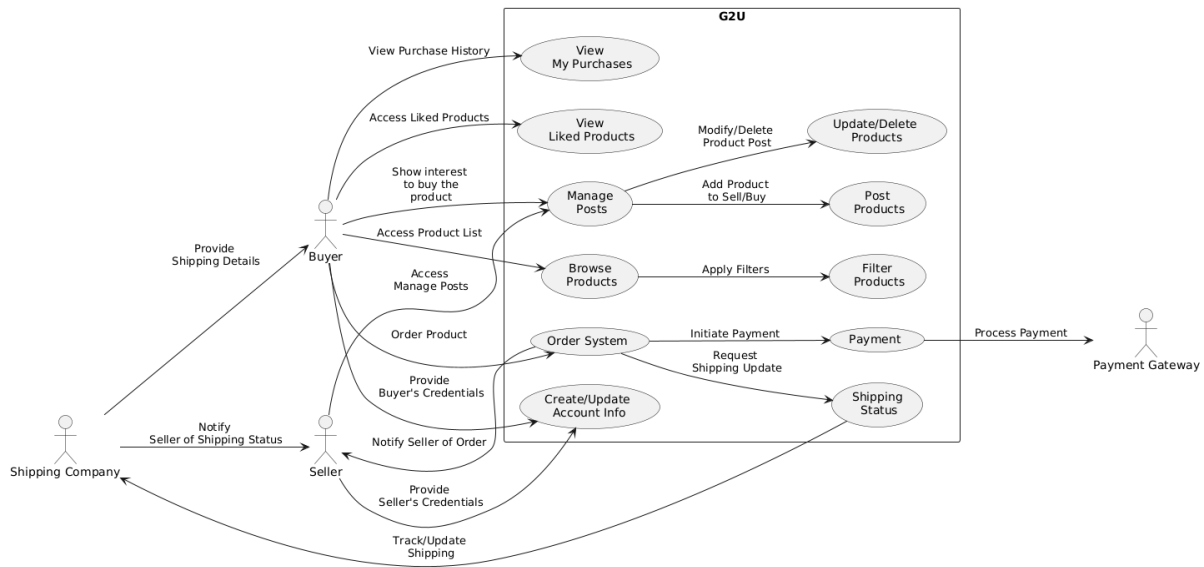 G2U
View Purchase History
View
My Purchases
Access Liked Products
View
Liked Products
Modify/Delete
Product Post
Update/Delete
Products
Show interest
to buy the
product
Manage
Posts
Add Product
to Sell/Buy
Post
Products
Access Product List
Provide
Shipping Details
Buyer
Browse
Products
Apply Filters
Filter
Products
Access
Manage Posts
Order Product
Order System
Initiate Payment
Payment
Process Payment
Payment Gateway
Request
Shipping Update
Provide
Buyer's Credentials
Create/Update
Account Info
Shipping
Status
Notify
Seller of Shipping Status
Notify Seller of Order
Shipping Company
Seller
Provide
Seller's Credentials
Track/Update
Shipping